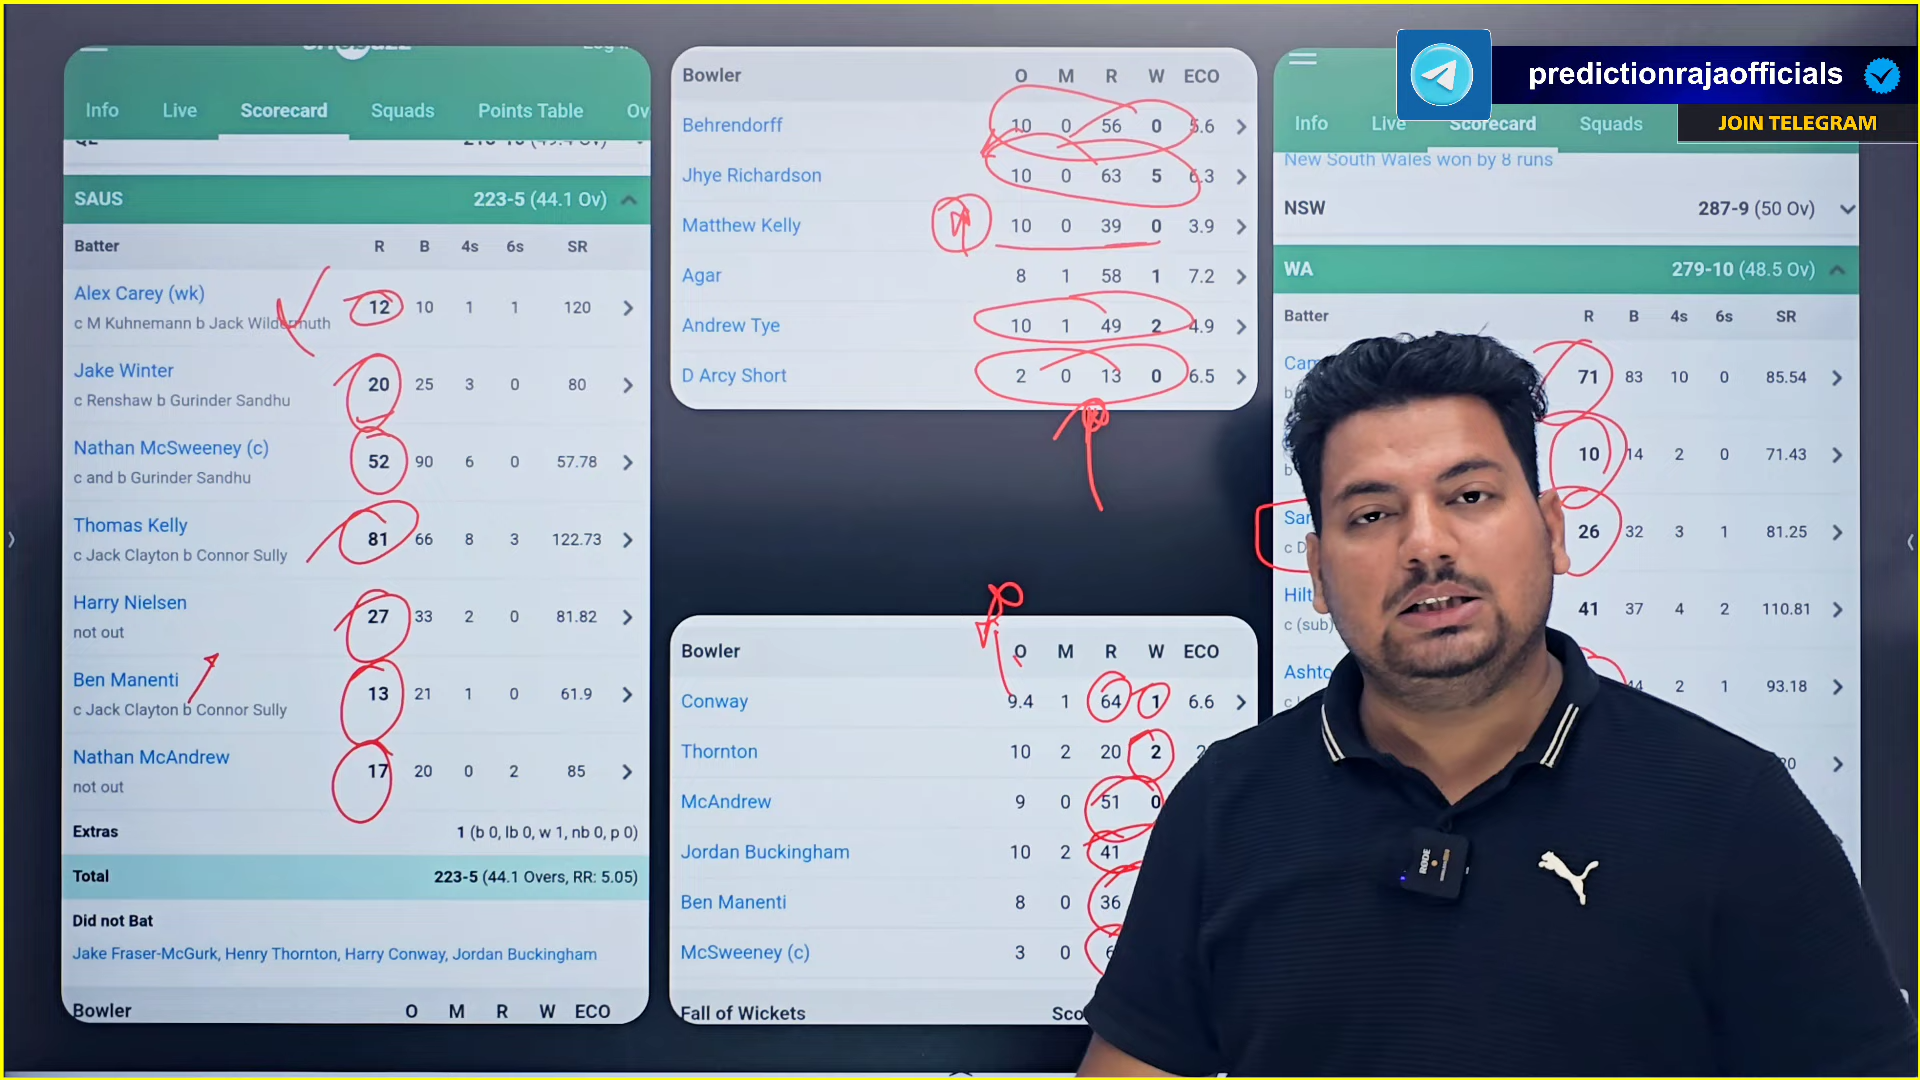 predictionrajaofficials
JOIN TELEGRAM
Info Live Scorecard Squads Points Table
SAUS 223-5 (44.1 Ov)
Batter R B 4s 6s SR
Alex Carey (wk) 12 10 1 1 120
c M Kuhnemann b Jack Wildermuth
Jake Winter 20 25 3 0 80
c Renshaw b Gurinder Sandhu
Nathan McSweeney (c) 52 90 6 0 57.78
c and b Gurinder Sandhu
Thomas Kelly 81 66 8 3 122.73
c Jack Clayton b Connor Sully
Harry Nielsen 27 33 2 0 81.82
not out
Ben Manenti 13 21 1 0 61.9
c Jack Clayton b Connor Sully
Nathan McAndrew 17 20 0 2 85
not out
Extras 1 (b 0, lb 0, w 1, nb 0, p 0)
Total 223-5 (44.1 Overs, RR: 5.05)
Did not Bat
Jake Fraser-McGurk, Henry Thornton, Harry Conway, Jordan Buckingham
Bowler O M R W ECO
Bowler O M R W ECO
Behrendorff 10 0 56 0 5.6
Jhye Richardson 10 0 63 5 6.3
Matthew Kelly 10 0 39 0 3.9
Agar 8 1 58 1 7.2
Andrew Tye 10 1 49 2 4.9
D Arcy Short 2 0 13 0 6.5
Bowler O M R W ECO
Conway 9.4 1 64 1 6.6
Thornton 10 2 20 2
McAndrew 9 0 51 0
Jordan Buckingham 10 2 41
Ben Manenti 8 0 36
McSweeney (c) 3 0
Fall of Wickets
Info Live Scorecard Squads
New South Wales won by 8 runs
NSW 287-9 (50 Ov)
WA 279-10 (48.5 Ov)
Batter R B 4s 6s SR
71 83 10 0 85.54
10 14 2 0 71.43
26 32 3 1 81.25
41 37 4 2 110.81
c (sub)
44 2 1 93.18
RØDE